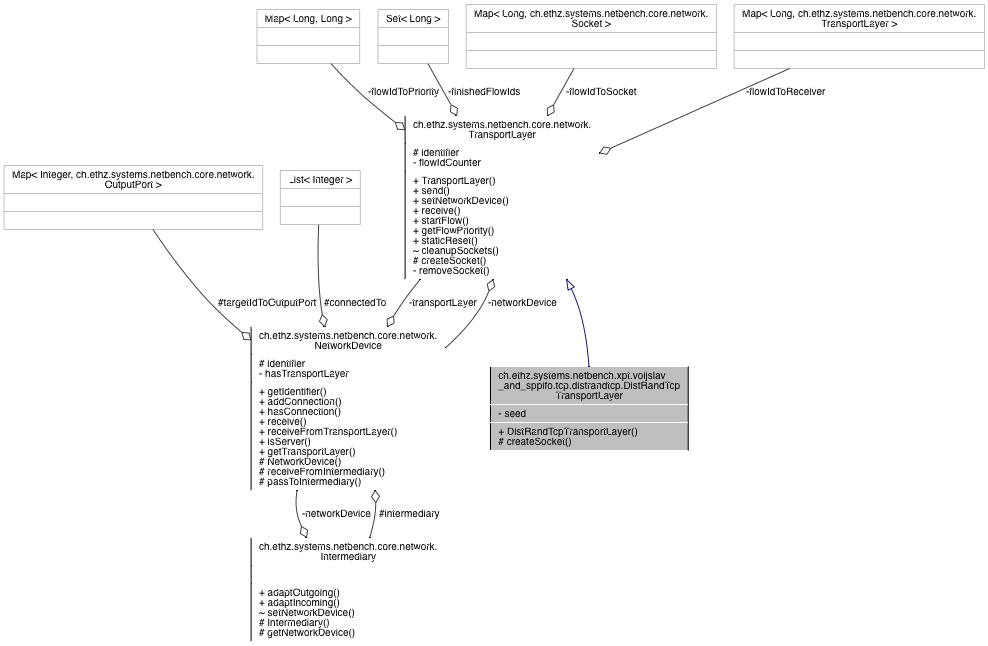 Map< Long, Long >
Set< Long >
Map< Long, ch.ethz.systems.netbench.core.network.
Socket >
Map< Long, ch.ethz.systems.netbench.core.network.
TransportLayer >
-flowIdToPriority
-finishedFlowIds
-flowIdToSocket
-flowIdToReceiver
ch.ethz.systems.netbench.core.network.
TransportLayer
# identifier
- flowIdCounter
+ TransportLayer()
+ send()
+ setNetworkDevice()
+ receive()
+ startFlow()
+ getFlowPriority()
+ staticReset()
~ cleanupSockets()
# createSocket()
- removeSocket()
Map< Integer, ch.ethz.systems.netbench.core.network.
OutputPort >
List< Integer >
#targetIdToOutputPort
#connectedTo
-transportLayer
-networkDevice
ch.ethz.systems.netbench.core.network.
NetworkDevice
# identifier
- hasTransportLayer
+ getIdentifier()
+ addConnection()
+ hasConnection()
+ receive()
+ receiveFromTransportLayer()
+ isServer()
+ getTransportLayer()
# NetworkDevice()
# receiveFromIntermediary()
# passToIntermediary()
ch.ethz.systems.netbench.xpt.voijslav
_and_sppifo.tcp.distrandtcp.DistRandTcp
TransportLayer
- seed
+ DistRandTcpTransportLayer()
# createSocket()
-networkDevice
#intermediary
ch.ethz.systems.netbench.core.network.
Intermediary
+ adaptOutgoing()
+ adaptIncoming()
~ setNetworkDevice()
# Intermediary()
# getNetworkDevice()